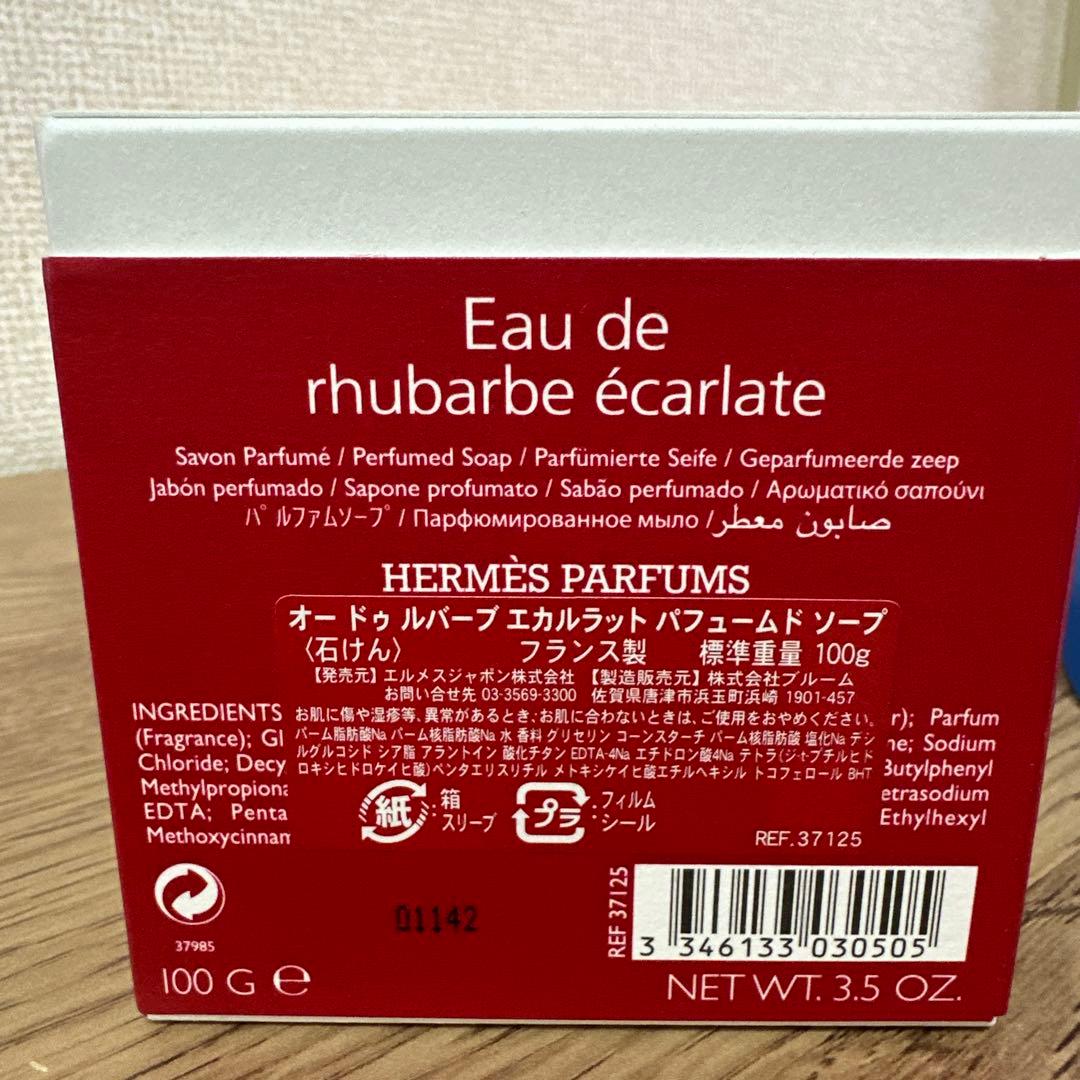 Eau de
rhubarbe écarlate
Savon Parfumé / Perfumed Soap / Parfümierte Seife / Geparfumeerde zeep
Jabón perfumado / Sapone profumato / Sabão perfumado / Αρωματικό σαπούνι
パルファムソープ / Парфюмированное мыло / صابون معطر
HERMÈS PARFUMS
オー ドゥ ルバーブ エカルラット パフュームド ソープ
〈石けん〉 フランス製 標準重量 100g
【発売元】エルメスジャポン株式会社 【製造販売元】株式会社ブルーム
お問い合せ先 03-3569-3300 佐賀県唐津市浜玉町浜崎 1901-457
お肌に傷や湿疹等、異常があるとき、お肌に合わないときは、ご使用をおやめください。
パーム脂肪酸Na パーム核脂肪酸Na 水 香料 グリセリン コーンスターチ パーム核脂肪酸 塩化Na デシ
ルグルコシド シア脂 アラントイン 酸化チタン EDTA-4Na エチドロン酸4Na テトラ(ジ-t-ブチルヒド
ロキシヒドロケイヒ酸)ペンタエリスリチル メトキシケイヒ酸エチルヘキシル トコフェロール BHT
INGREDIENTS r); Parfum
(Fragrance); Gl ne; Sodium
Chloride; Decy Butylphenyl
Methylpropiona etrasodium
EDTA; Penta Ethylhexyl
Methoxycinnam
紙 :箱
スリーブ
プラ :フィルム
:シール
REF.37125
REF 37125
37985
01142
3 346133 030505
100 G ℮
NET WT. 3.5 OZ.